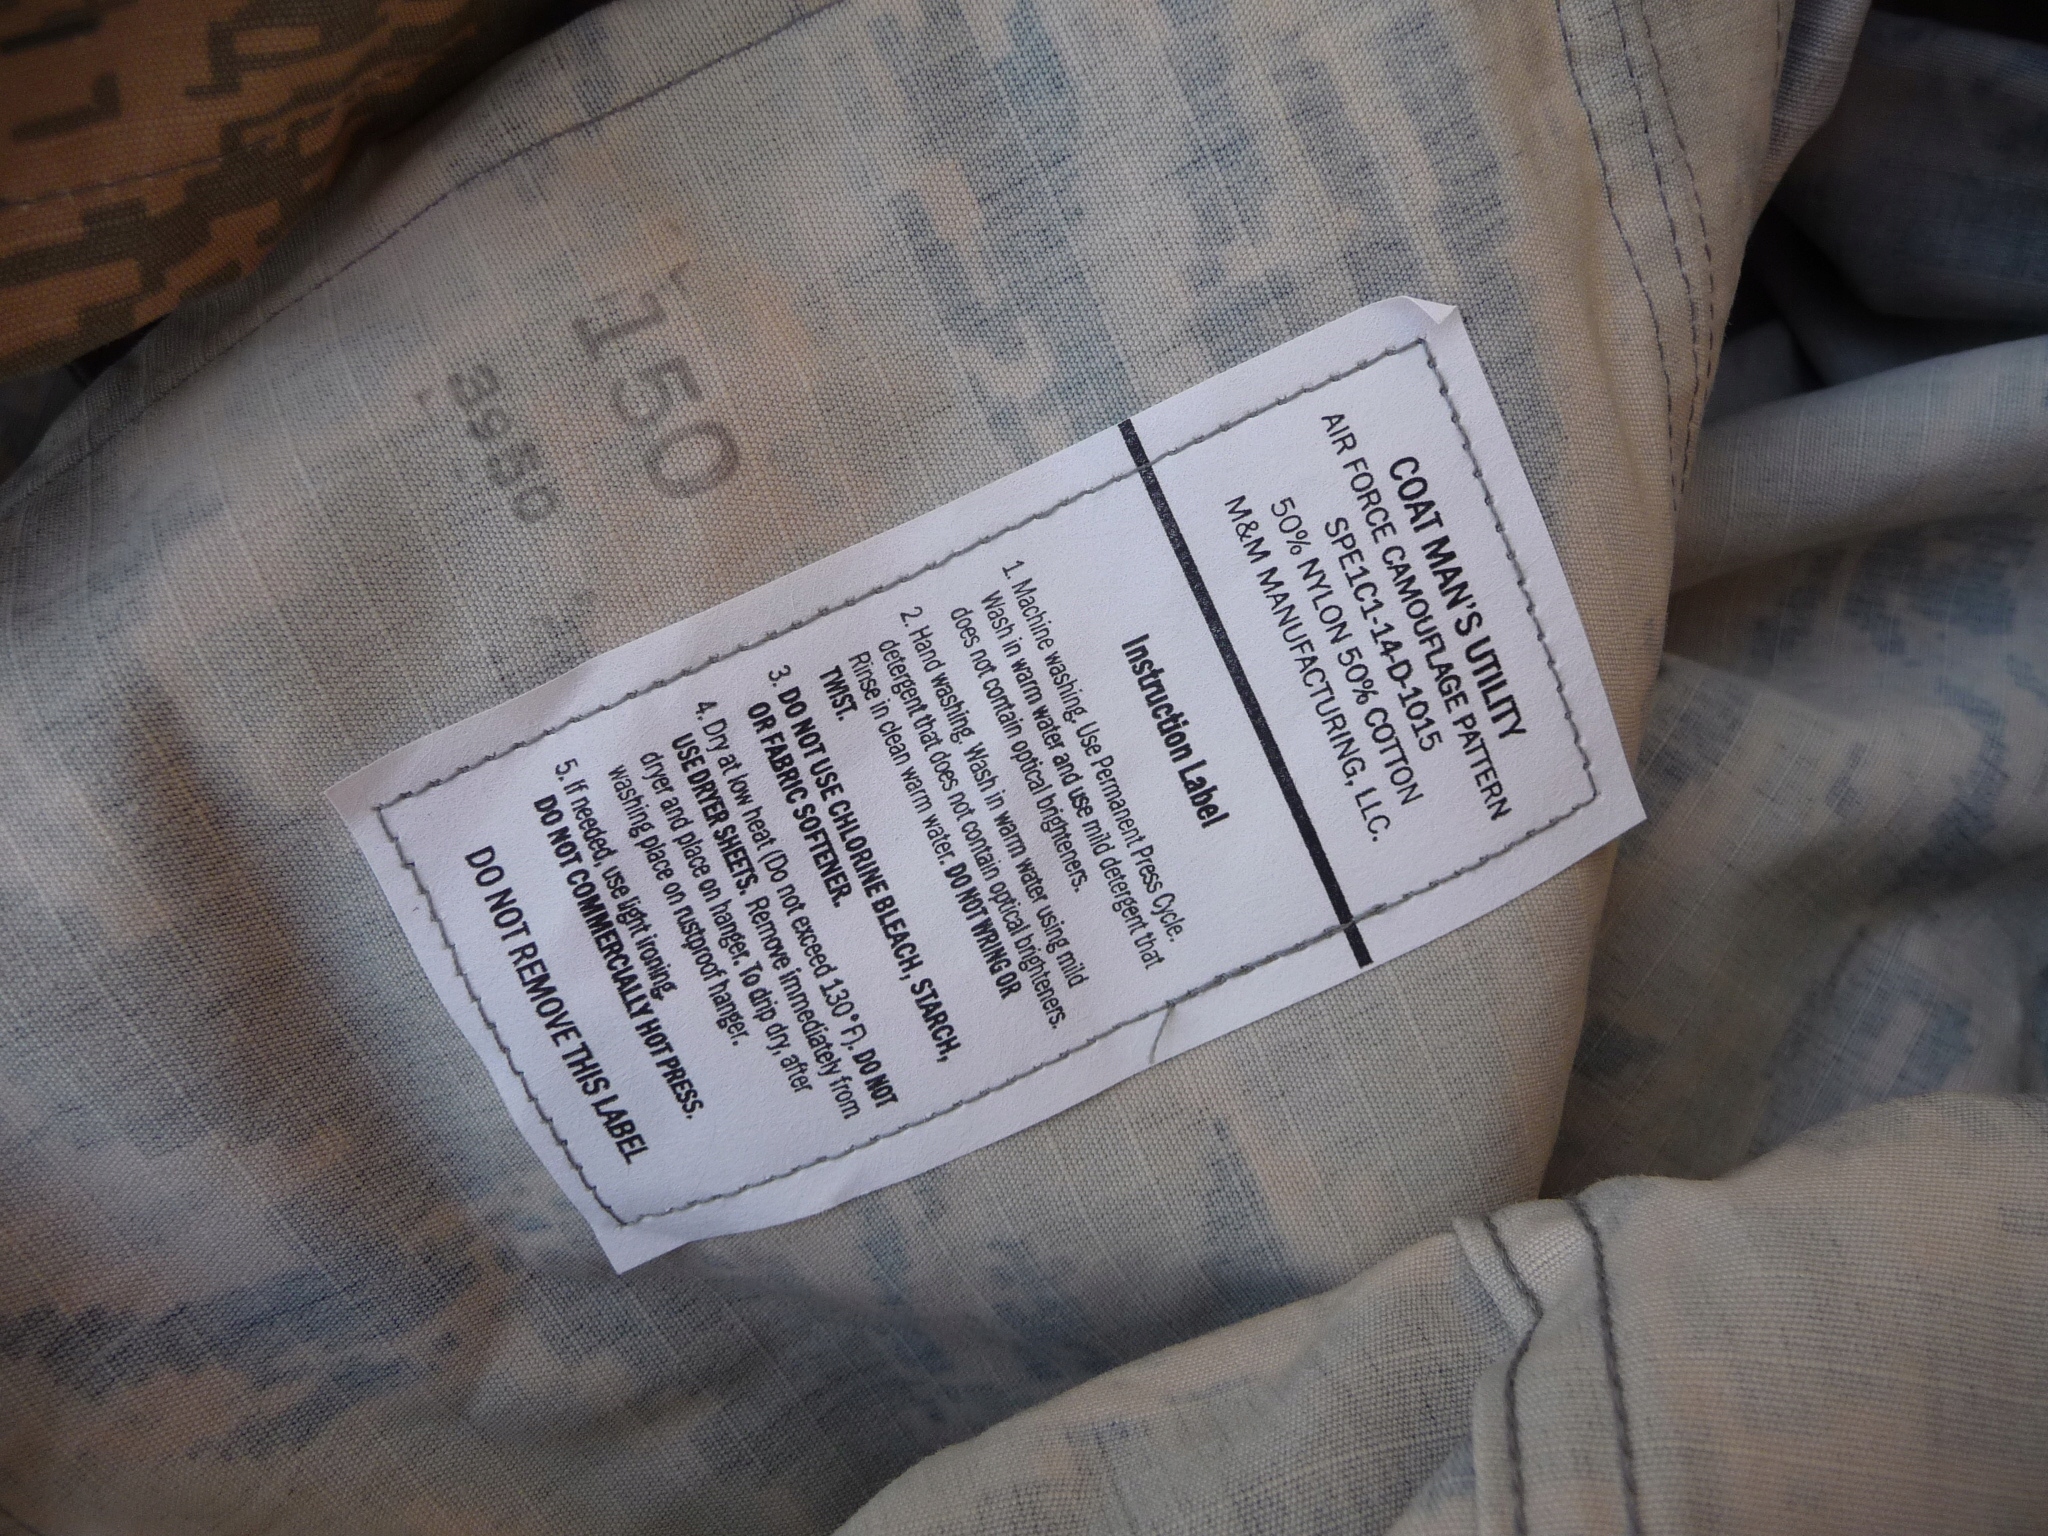 COAT MAN'S UTILITY
AIR FORCE CAMOUFLAGE PATTERN
SPE1C1-14-D-1015
50% NYLON 50% COTTON
M&M MANUFACTURING, LLC.
Instruction Label
1. Machine washing. Use Permanent Press Cycle.
Wash in warm water and use mild detergent that
does not contain optical brighteners.
2. Hand washing. Wash in warm water using mild
detergent that does not contain optical brighteners.
Rinse in clean warm water. DO NOT WRING OR
TWIST.
3. DO NOT USE CHLORINE BLEACH, STARCH,
OR FABRIC SOFTENER.
4. Dry at low heat (Do not exceed 130°F). DO NOT
USE DRYER SHEETS. Remove immediately from
dryer and place on hanger. To drip dry, after
washing place on rustproof hanger.
5. If needed, use light ironing.
DO NOT COMMERCIALLY HOT PRESS.
DO NOT REMOVE THIS LABEL
150